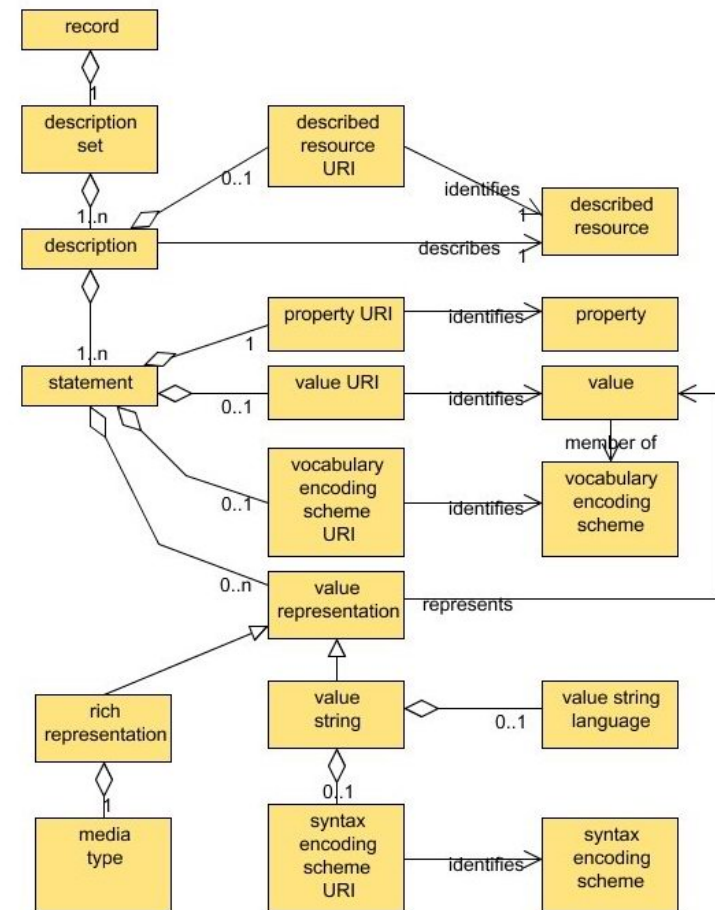 record
1
description
set
described
resource
URI
0..1
identifies
1
described
resource
1..n
description
describes
1
property URI
identifies
property
1
1..n
statement
value URI
identifies
value
0..1
member of
vocabulary
encoding
scheme
URI
0..1
identifies
vocabulary
encoding
scheme
0..n
value
representation
represents
rich
representation
value
string
value string
language
0..1
1
0..1
media
type
syntax
encoding
scheme
URI
identifies
syntax
encoding
scheme